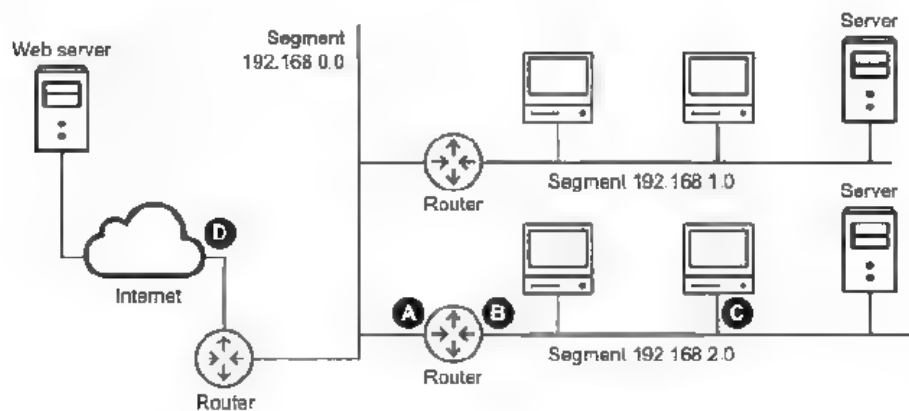 Web server
Segment
192.168 0.0
Server
D
Internet
Router
Router
Segment 192.168 1.0
Server
A
B
C
Router
Segment 192 168 2.0